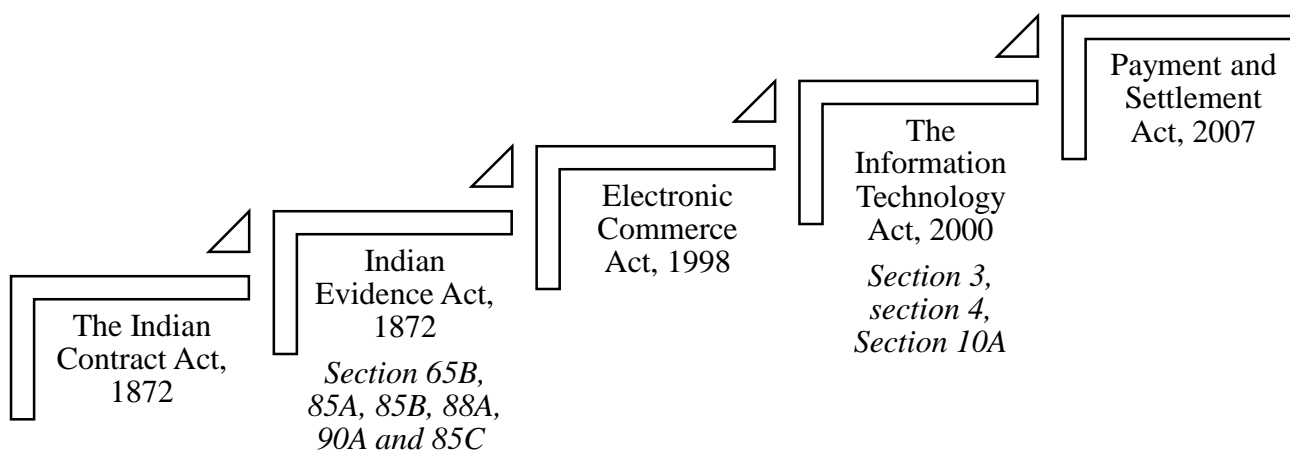 The Indian
Contract Act,
1872
Indian
Evidence Act,
1872
Section 65B,
85A, 85B, 88A,
90A and 85C
Electronic
Commerce
Act, 1998
The
Information
Technology
Act, 2000
Section 3,
section 4,
Section 10A
Payment and
Settlement
Act, 2007